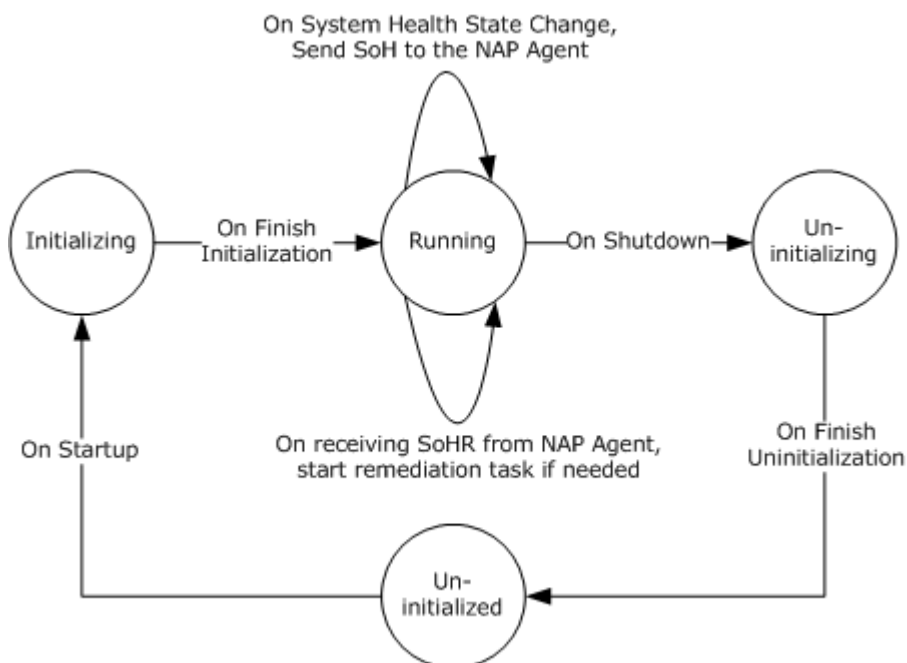 On System Health State Change,
Send SoH to the NAP Agent
Initializing
On Finish
Initialization
Running
On Shutdown
Un-
initializing
On Startup
On receiving SoHR from NAP Agent,
start remediation task if needed
On Finish
Uninitialization
Un-
initialized